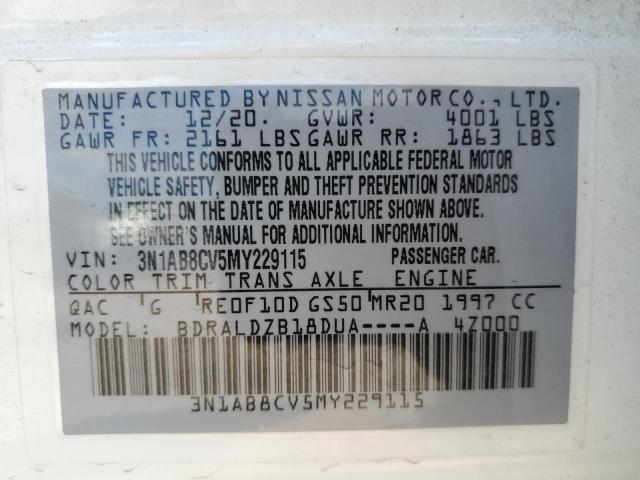 MANUFACTURED BY NISSAN MOTOR CO., LTD.
DATE: 12/20. GVWR: 4001 LBS
GAWR FR: 2161 LBS GAWR RR: 1863 LBS
THIS VEHICLE CONFORMS TO ALL APPLICABLE FEDERAL MOTOR
VEHICLE SAFETY, BUMPER AND THEFT PREVENTION STANDARDS
IN EFFECT ON THE DATE OF MANUFACTURE SHOWN ABOVE.
SEE OWNER'S MANUAL FOR ADDITIONAL INFORMATION.
VIN: 3N1AB8CV5MY229115 PASSENGER CAR.
COLOR TRIM TRANS AXLE ENGINE
QAC G RE0F10D GS50 MR20 1997 CC
MODEL: BDRALDZB18DUA----A 4Z000
3N1AB8CV5MY229115